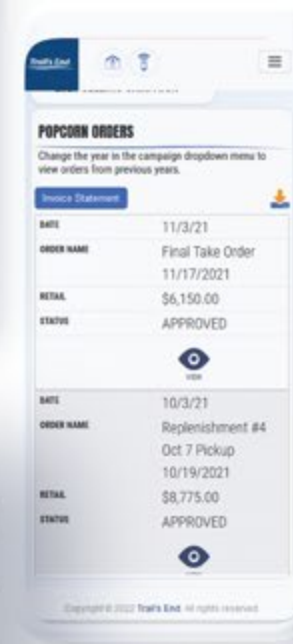 Trail's End
POPCORN ORDERS
Change the year in the campaign dropdown menu to
view orders from previous years.
Invoice Statement
DATE 11/3/21
ORDER NAME Final Take Order
11/17/2021
RETAIL $6,150.00
STATUS APPROVED
VIEW
DATE 10/3/21
ORDER NAME Replenishment #4
Oct 7 Pickup
10/19/2021
RETAIL $8,775.00
STATUS APPROVED
Copyright © 2022 Trail's End. All rights reserved.